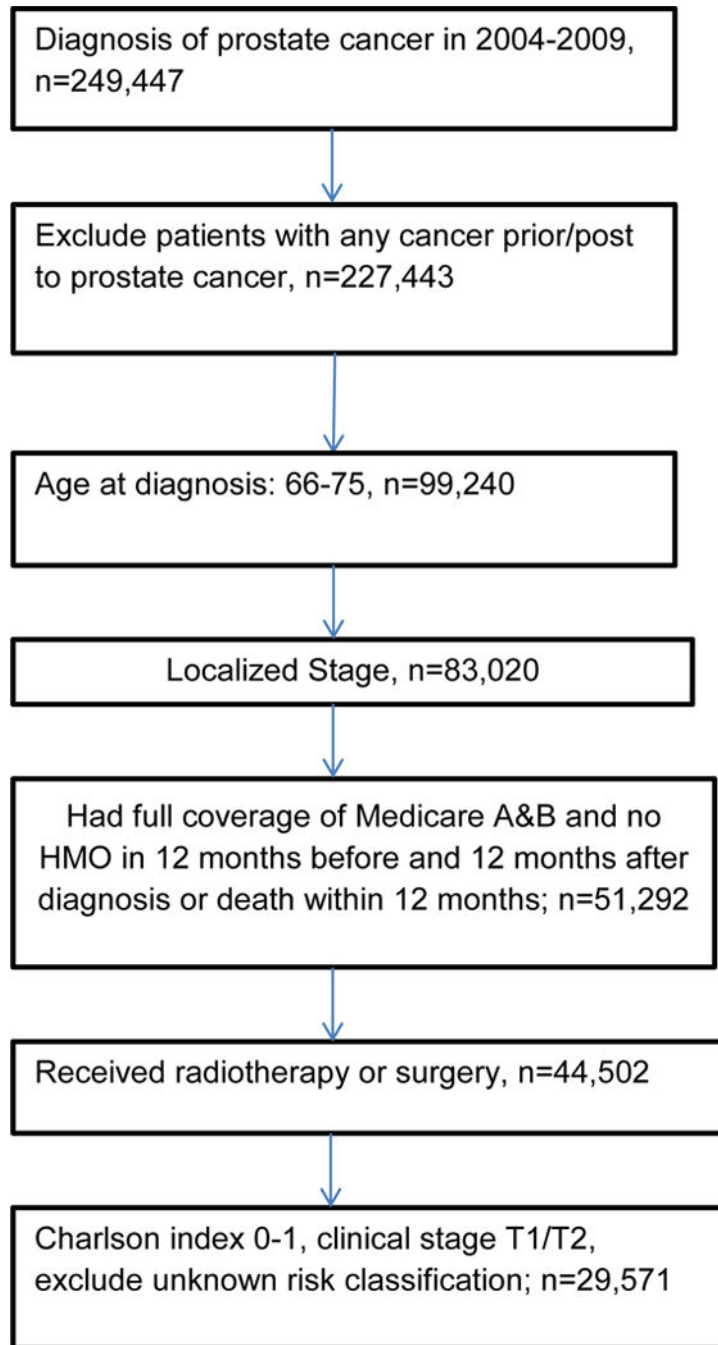 Diagnosis of prostate cancer in 2004-2009,
n=249,447
Exclude patients with any cancer prior/post
to prostate cancer, n=227,443
Age at diagnosis: 66-75, n=99,240
Localized Stage, n=83,020
Had full coverage of Medicare A&B and no
HMO in 12 months before and 12 months after
diagnosis or death within 12 months; n=51,292
Received radiotherapy or surgery, n=44,502
Charlson index 0-1, clinical stage T1/T2,
exclude unknown risk classification; n=29,571